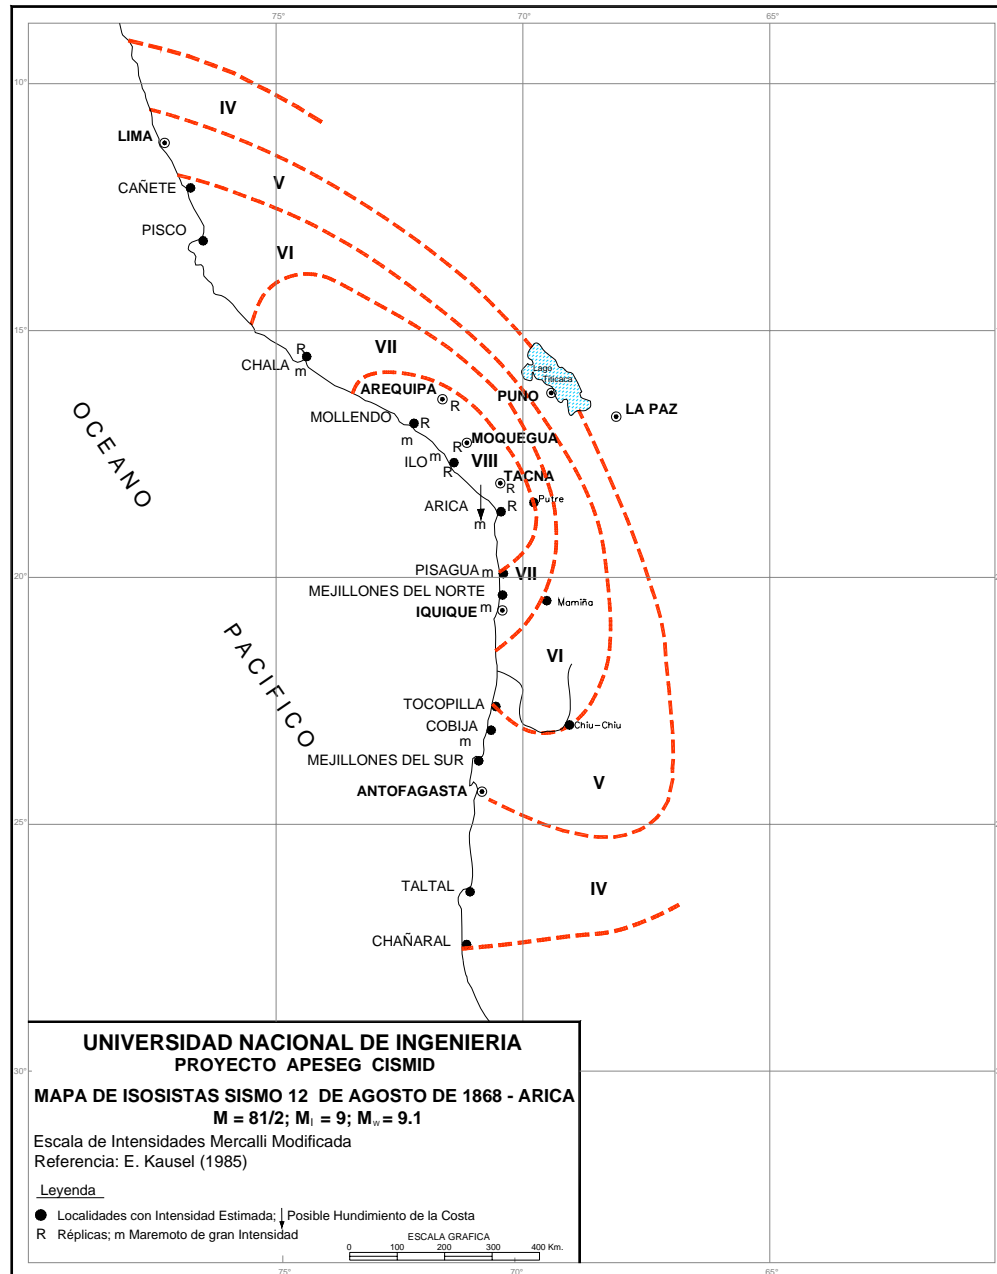 75°
70°
65°
10°
IV
LIMA
V
CAÑETE
PISCO
VI
15°
VII
R
CHALA
m
Lago
Titicaca
AREQUIPA
R
PUNO
LA PAZ
MOLLENDO
R
m
MOQUEGUA
R
m
ILO
VIII
R
TACNA
R
Putre
ARICA
R
m
PISAGUA
m
VII
20°
MEJILLONES DEL NORTE
Mamiña
IQUIQUE
m
OCEANO
PACIFICO
VI
TOCOPILLA
COBIJA
m
Chiu-Chiu
MEJILLONES DEL SUR
V
ANTOFAGASTA
25°
TALTAL
IV
CHAÑARAL
30°
UNIVERSIDAD NACIONAL DE INGENIERIA
PROYECTO APESEG CISMID
MAPA DE ISOSISTAS SISMO 12 DE AGOSTO DE 1868 - ARICA
M = 81/2; Ml = 9; Mw = 9.1
Escala de Intensidades Mercalli Modificada
Referencia: E. Kausel (1985)
Leyenda
Localidades con Intensidad Estimada; Posible Hundimiento de la Costa
R Réplicas; m Maremoto de gran Intensidad
ESCALA GRAFICA
0 100 200 300 400 Km.
75°
70°
65°